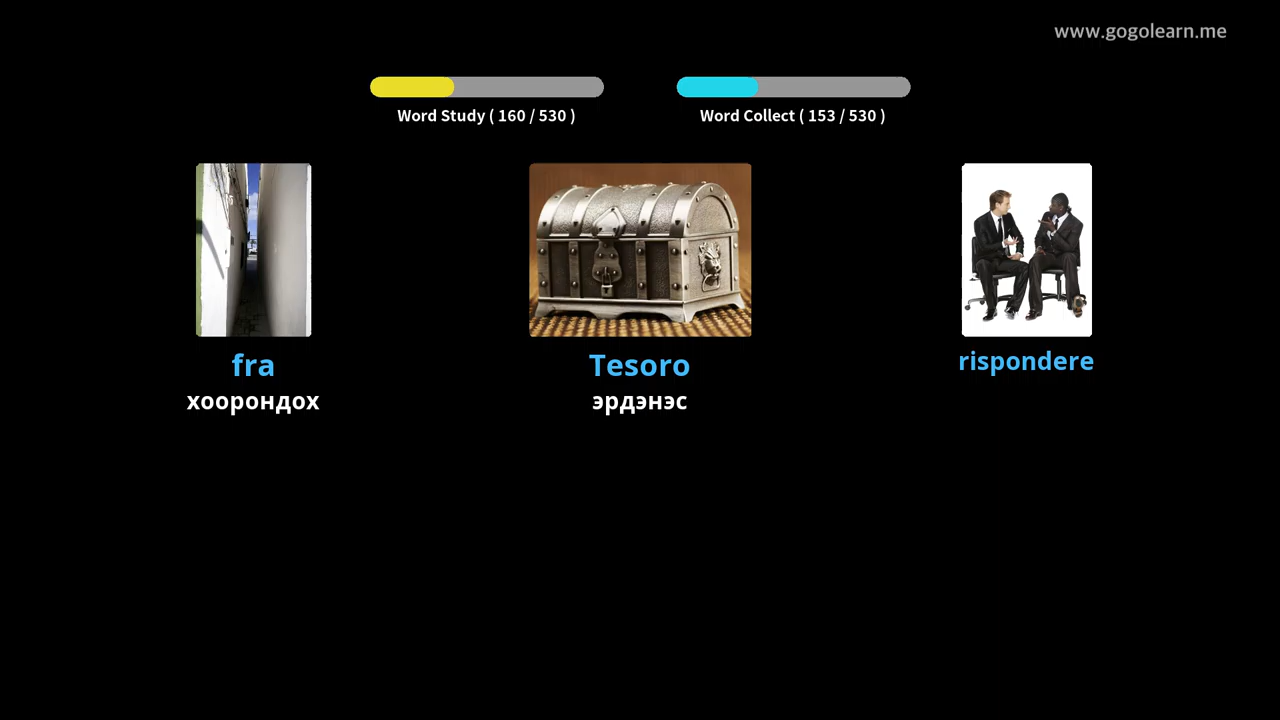 www.gogolearn.me
Word Study ( 160 / 530 )
Word Collect ( 153 / 530 )
fra
хоорондох
Tesoro
эрдэнэс
rispondere